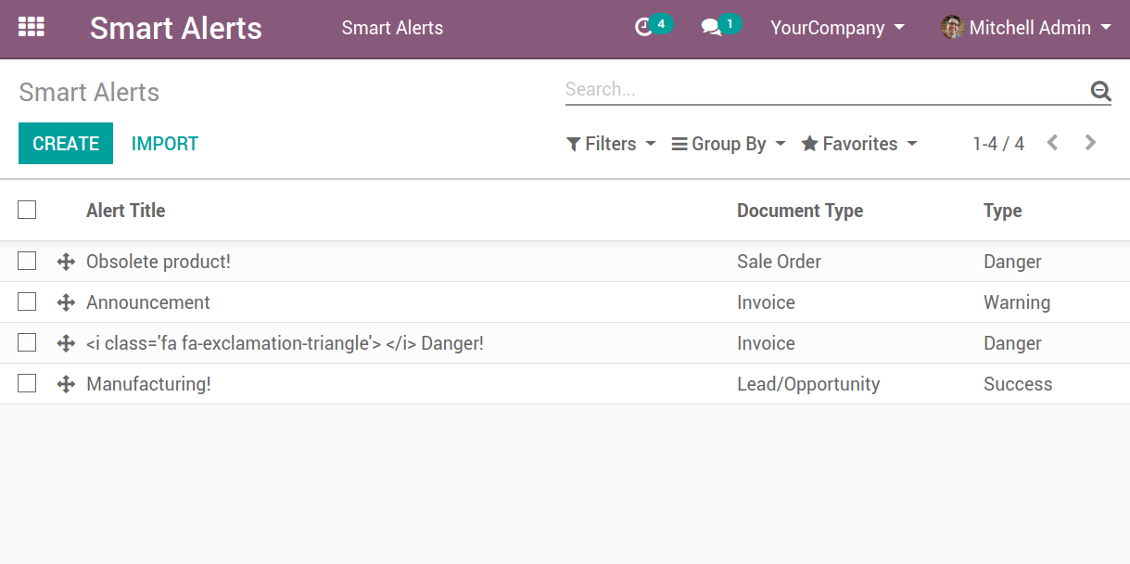 Smart Alerts Smart Alerts 4 1 YourCompany Mitchell Admin
Smart Alerts Search...
CREATE IMPORT Filters Group By Favorites 1-4 / 4
Alert Title Document Type Type
Obsolete product! Sale Order Danger
Announcement Invoice Warning
<i class='fa fa-exclamation-triangle'> </i> Danger! Invoice Danger
Manufacturing! Lead/Opportunity Success